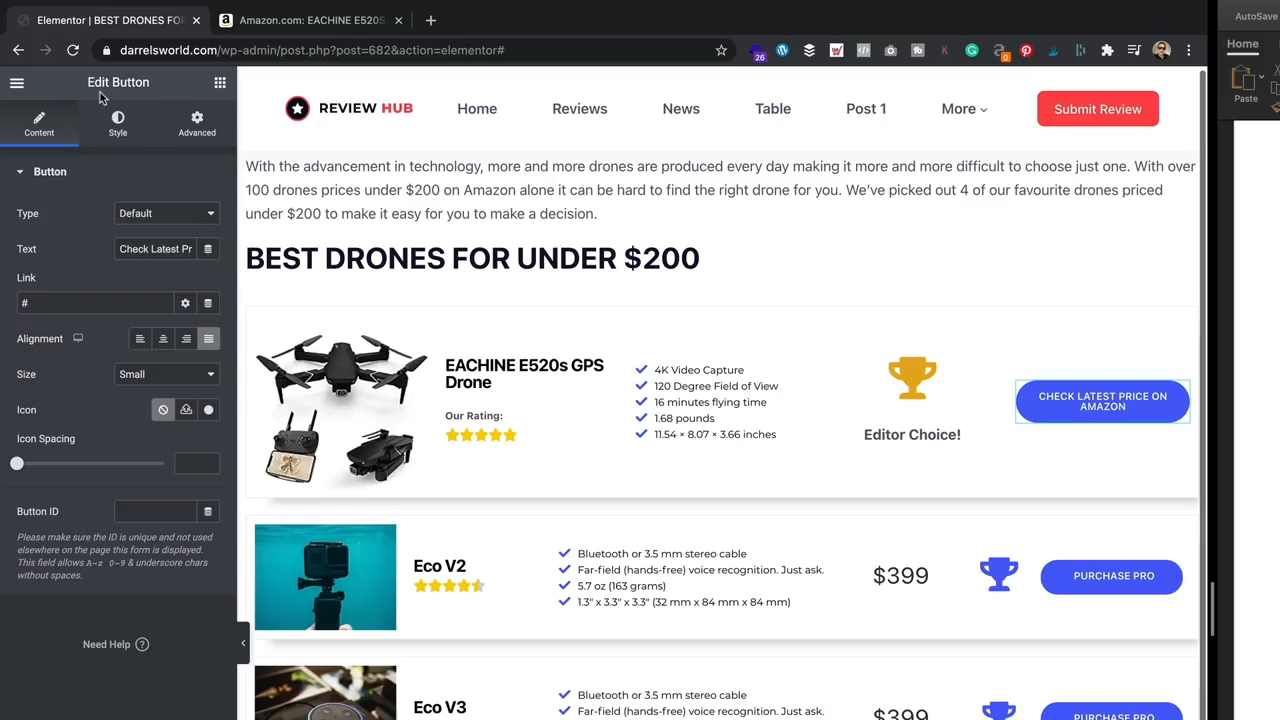 Elementor | BEST DRONES FOR
Amazon.com: EACHINE E520S
AutoSave
darrelsworld.com/wp-admin/post.php?post=682&action=elementor#
26
0
Home
Paste
Edit Button
Content
Style
Advanced
Button
Type
Default
Text
Check Latest Pr
Link
#
Alignment
Size
Small
Icon
Icon Spacing
Button ID
Please make sure the ID is unique and not used
elsewhere on the page this form is displayed.
This field allows A-z 0-9 & underscore chars
without spaces.
Need Help
REVIEW HUB
Home
Reviews
News
Table
Post 1
More
Submit Review
With the advancement in technology, more and more drones are produced every day making it more and more difficult to choose just one. With over
100 drones prices under $200 on Amazon alone it can be hard to find the right drone for you. We've picked out 4 of our favourite drones priced
under $200 to make it easy for you to make a decision.
BEST DRONES FOR UNDER $200
EACHINE E520s GPS
Drone
Our Rating:
4K Video Capture
120 Degree Field of View
16 minutes flying time
1.68 pounds
11.54 × 8.07 × 3.66 inches
Editor Choice!
CHECK LATEST PRICE ON
AMAZON
Eco V2
Bluetooth or 3.5 mm stereo cable
Far-field (hands-free) voice recognition. Just ask.
5.7 oz (163 grams)
1.3" x 3.3" x 3.3" (32 mm x 84 mm x 84 mm)
$399
PURCHASE PRO
Eco V3
Bluetooth or 3.5 mm stereo cable
Far-field (hands-free) voice recognition. Just ask.
$399
PURCHASE PRO